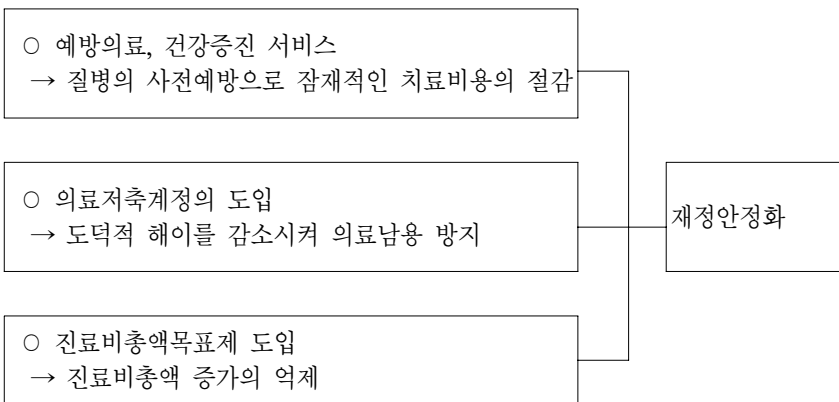 ○ 예방의료, 건강증진 서비스
→ 질병의 사전예방으로 잠재적인 치료비용의 절감
○ 의료저축계정의 도입
→ 도덕적 해이를 감소시켜 의료남용 방지
재정안정화
○ 진료비총액목표제 도입
→ 진료비총액 증가의 억제